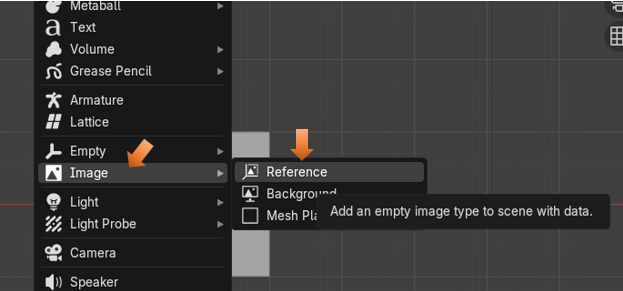 Metaball
Text
Volume
Grease Pencil
Armature
Lattice
Empty
Image
Light
Light Probe
Camera
Speaker
Reference
Background
Mesh Pla
Add an empty image type to scene with data.